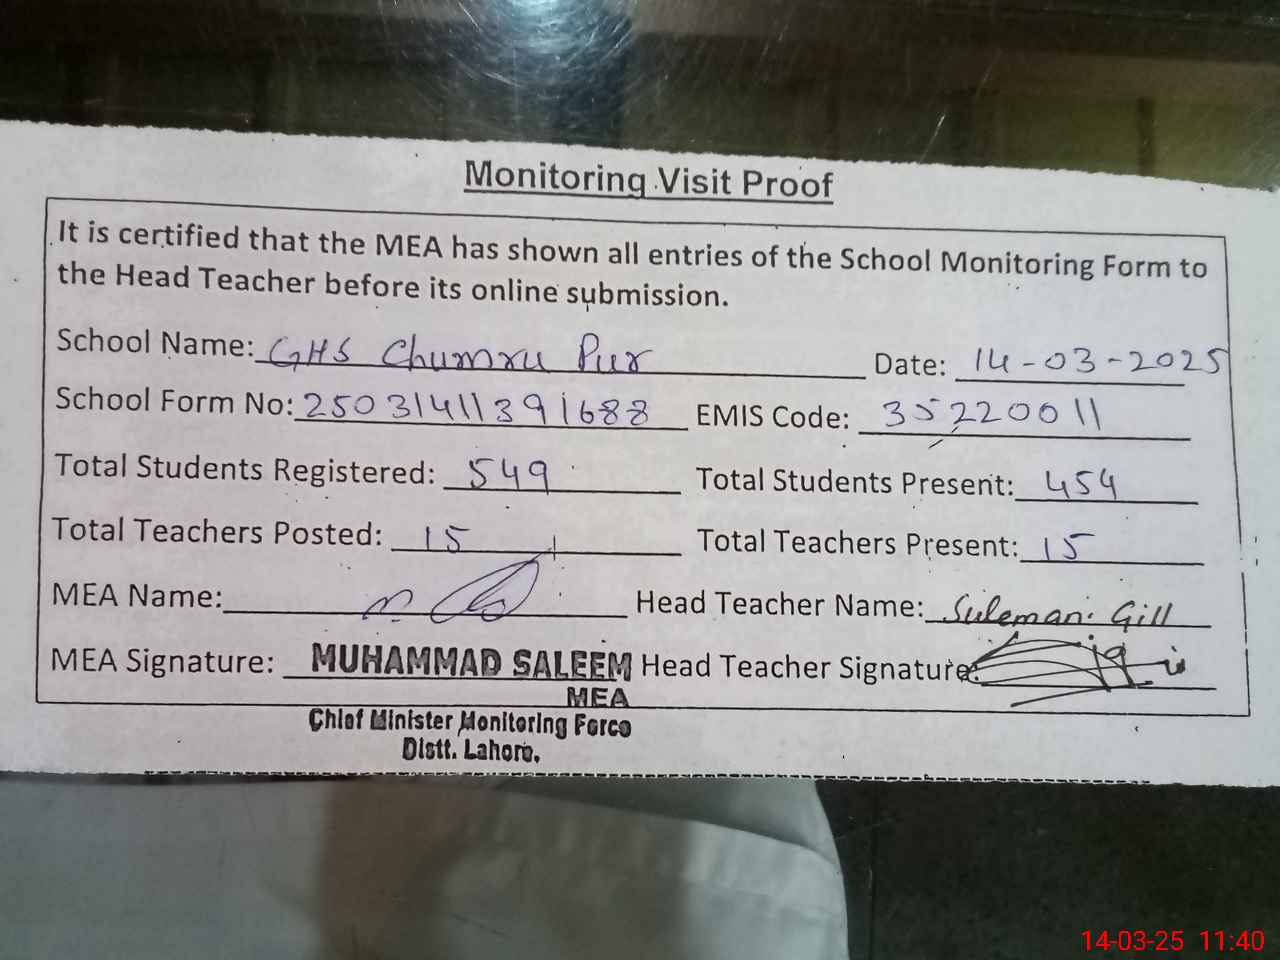 Monitoring Visit Proof
It is certified that the MEA has shown all entries of the School Monitoring Form to
the Head Teacher before its online submission.
School Name: GHS Chumru Pur Date: 14-03-2025
School Form No: 25031411391688 EMIS Code: 35220011
Total Students Registered: 549 Total Students Present: 454
Total Teachers Posted: 15 Total Teachers Present: 15
MEA Name: Head Teacher Name: Suleman Gill
MEA Signature: MUHAMMAD SALEEM Head Teacher Signature:
MEA
Chief Minister Monitoring Force
Distt. Lahore.
14-03-25 11:40